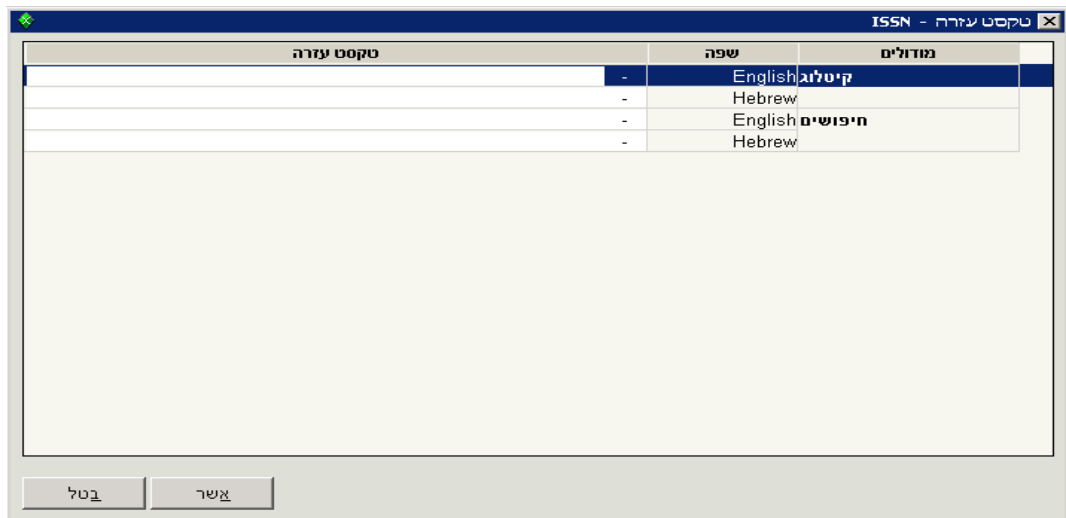 טקסט עזרה - ISSN
מודולים שפה טקסט עזרה
קיטלוג English -
Hebrew -
חיפושים English -
Hebrew -
אשר בטל